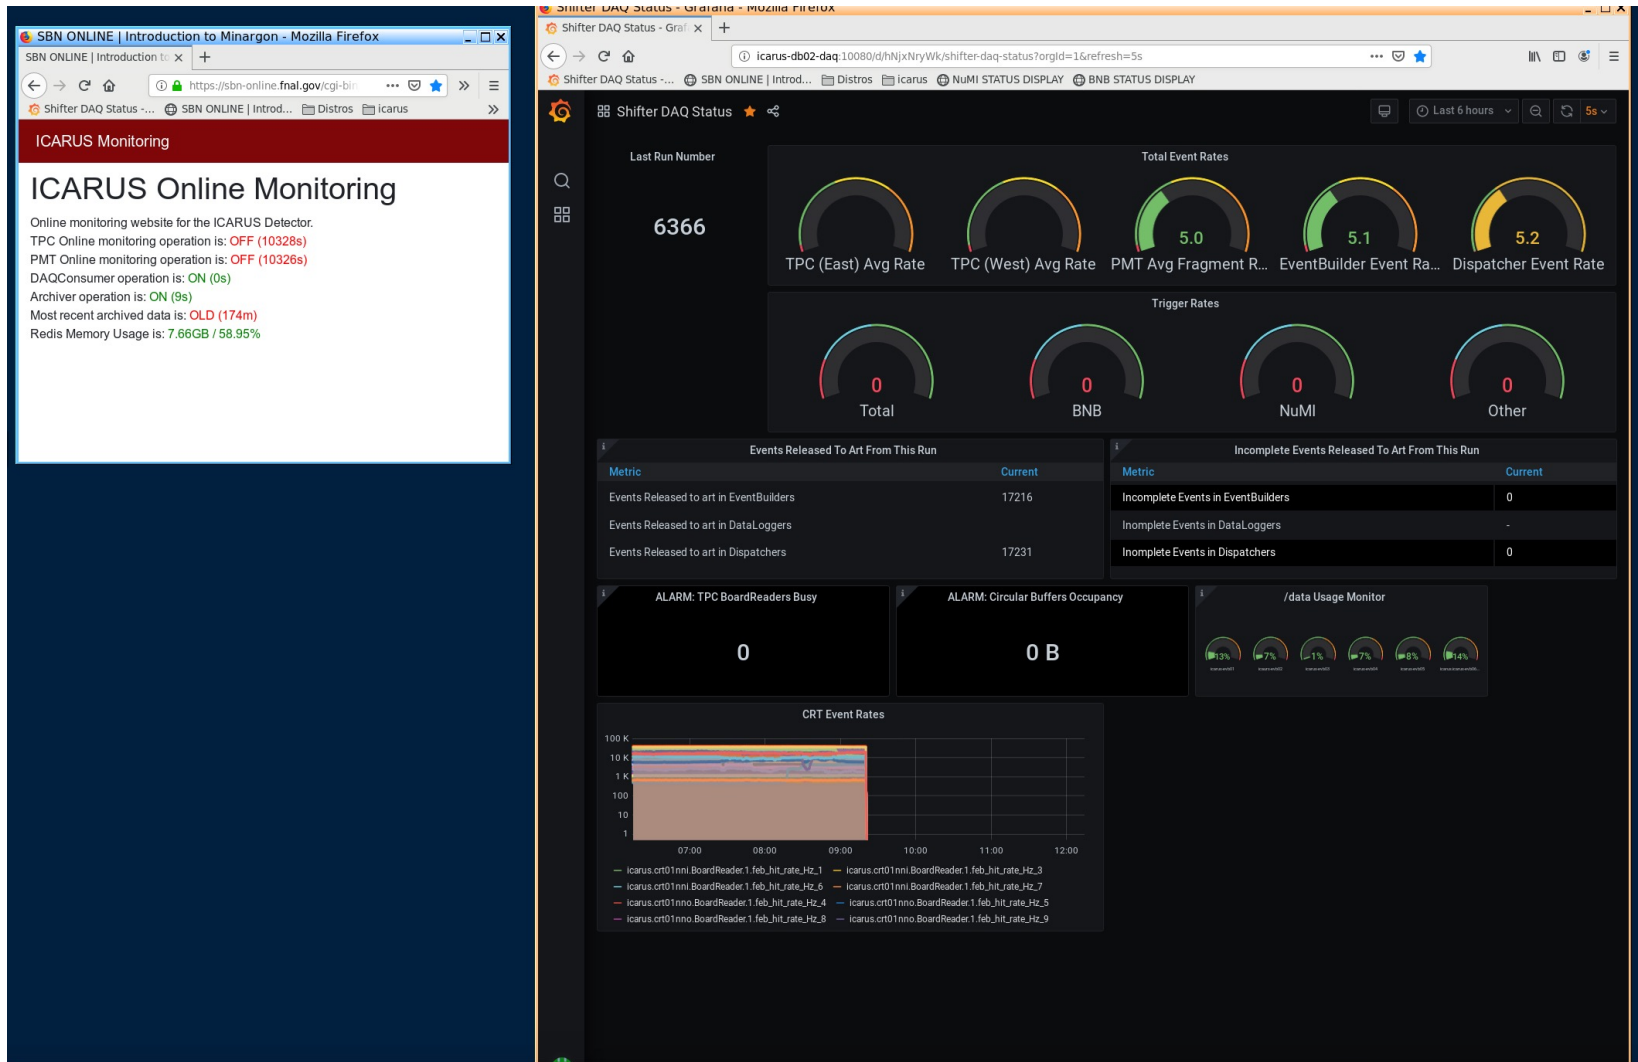 SBN ONLINE | Introduction to Minargon - Mozilla Firefox
SBN ONLINE | Introduction to
https://sbn-online.fnal.gov/cgi-bin
Shifter DAQ Status -... SBN ONLINE | Introd... Distros icarus
ICARUS Monitoring
ICARUS Online Monitoring
Online monitoring website for the ICARUS Detector.
TPC Online monitoring operation is: OFF (10328s)
PMT Online monitoring operation is: OFF (10326s)
DAQConsumer operation is: ON (0s)
Archiver operation is: ON (9s)
Most recent archived data is: OLD (174m)
Redis Memory Usage is: 7.66GB / 58.95%
Shifter DAQ Status - Grafana - Mozilla Firefox
Shifter DAQ Status - Graf
icarus-db02-daq:10080/d/hNjxNryWk/shifter-daq-status?orgId=1&refresh=5s
Shifter DAQ Status -... SBN ONLINE | Introd... Distros icarus NuMI STATUS DISPLAY BNB STATUS DISPLAY
Shifter DAQ Status
Last 6 hours 5s
Last Run Number
6366
Total Event Rates
5.0 5.1 5.2
TPC (East) Avg Rate TPC (West) Avg Rate PMT Avg Fragment R... EventBuilder Event Ra... Dispatcher Event Rate
Trigger Rates
0 0 0 0
Total BNB NuMI Other
Events Released To Art From This Run
Metric Current
Events Released to art in EventBuilders 17216
Events Released to art in DataLoggers
Events Released to art in Dispatchers 17231
Incomplete Events Released To Art From This Run
Metric Current
Incomplete Events in EventBuilders 0
Inomplete Events in DataLoggers -
Inomplete Events in Dispatchers 0
ALARM: TPC BoardReaders Busy
0
ALARM: Circular Buffers Occupancy
0 B
/data Usage Monitor
13% 7% 1% 7% 8% 14%
CRT Event Rates
100 K
10 K
1 K
100
10
1
07:00 08:00 09:00 10:00 11:00 12:00
icarus.crt01nni.BoardReader.1.feb_hit_rate_Hz_1 icarus.crt01nni.BoardReader.1.feb_hit_rate_Hz_3
icarus.crt01nni.BoardReader.1.feb_hit_rate_Hz_6 icarus.crt01nni.BoardReader.1.feb_hit_rate_Hz_7
icarus.crt01nno.BoardReader.1.feb_hit_rate_Hz_4 icarus.crt01nno.BoardReader.1.feb_hit_rate_Hz_5
icarus.crt01nno.BoardReader.1.feb_hit_rate_Hz_8 icarus.crt01nno.BoardReader.1.feb_hit_rate_Hz_9